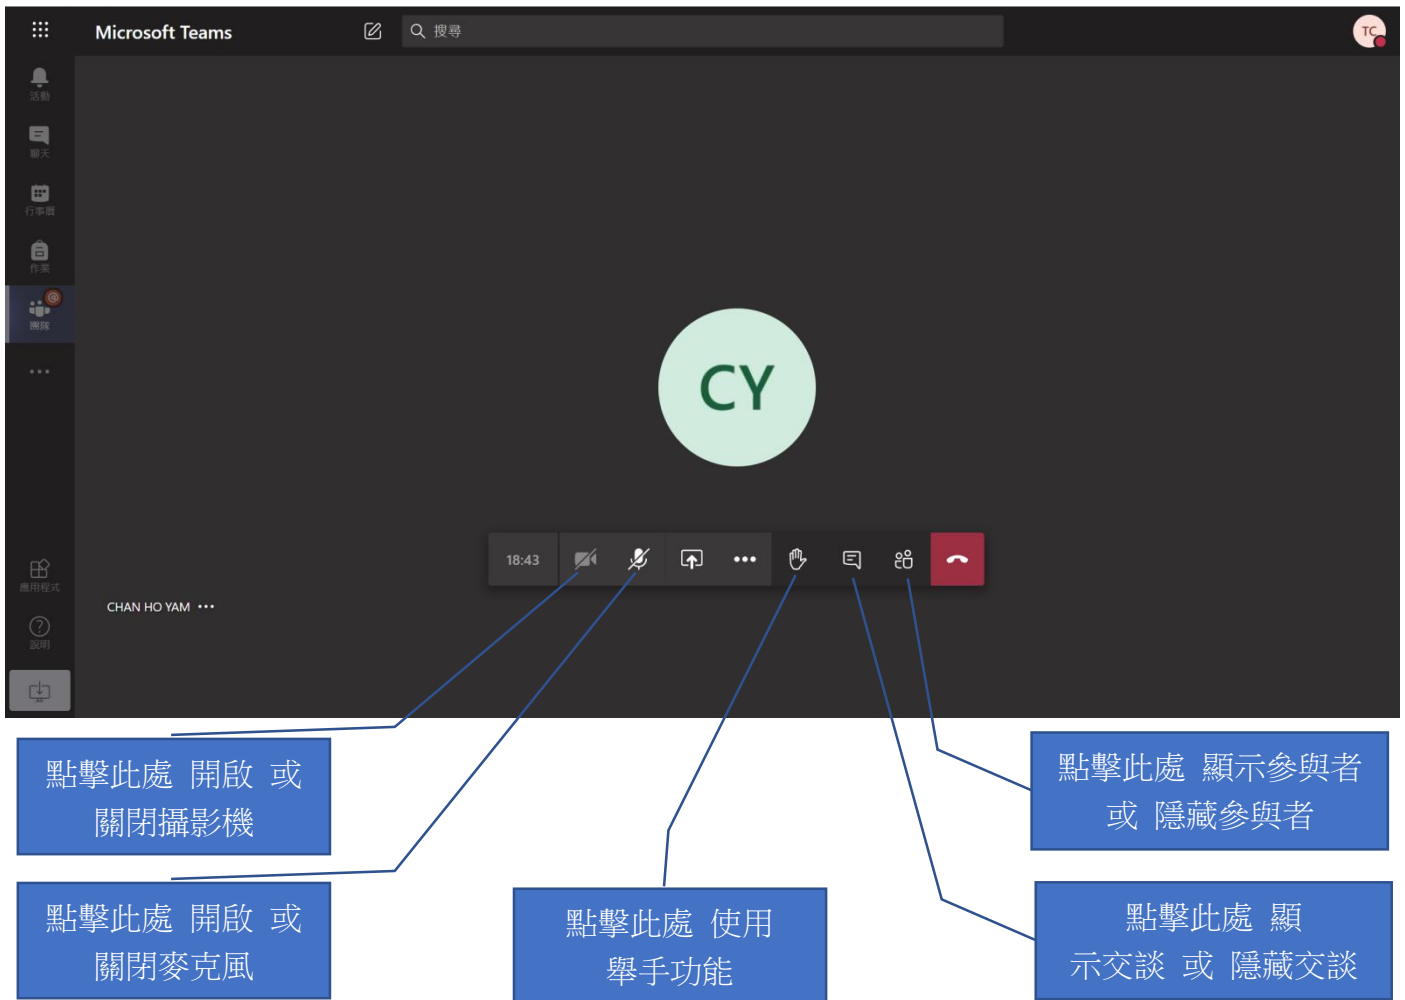 Microsoft Teams
搜尋
TC
活動
聊天
行事曆
作業
@
團隊
CY
18:43
應用程式
CHAN HO YAM
說明
點擊此處 開啟 或
關閉攝影機
點擊此處 顯示參與者
或 隱藏參與者
點擊此處 開啟 或
關閉麥克風
點擊此處 使用
舉手功能
點擊此處 顯
示交談 或 隱藏交談